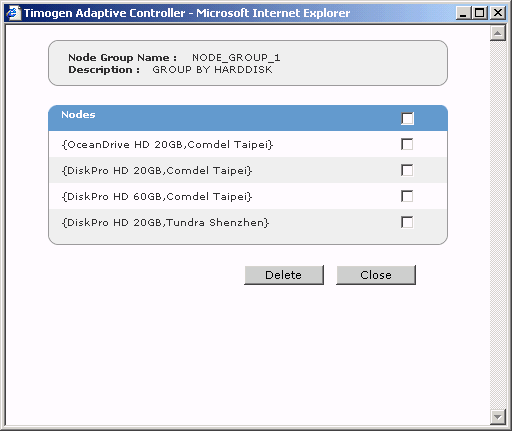 Timogen Adaptive Controller - Microsoft Internet Explorer
Node Group Name : NODE_GROUP_1
Description : GROUP BY HARDDISK
Nodes
{OceanDrive HD 20GB,Comdel Taipei}
{DiskPro HD 20GB,Comdel Taipei}
{DiskPro HD 60GB,Comdel Taipei}
{DiskPro HD 20GB,Tundra Shenzhen}
Delete Close